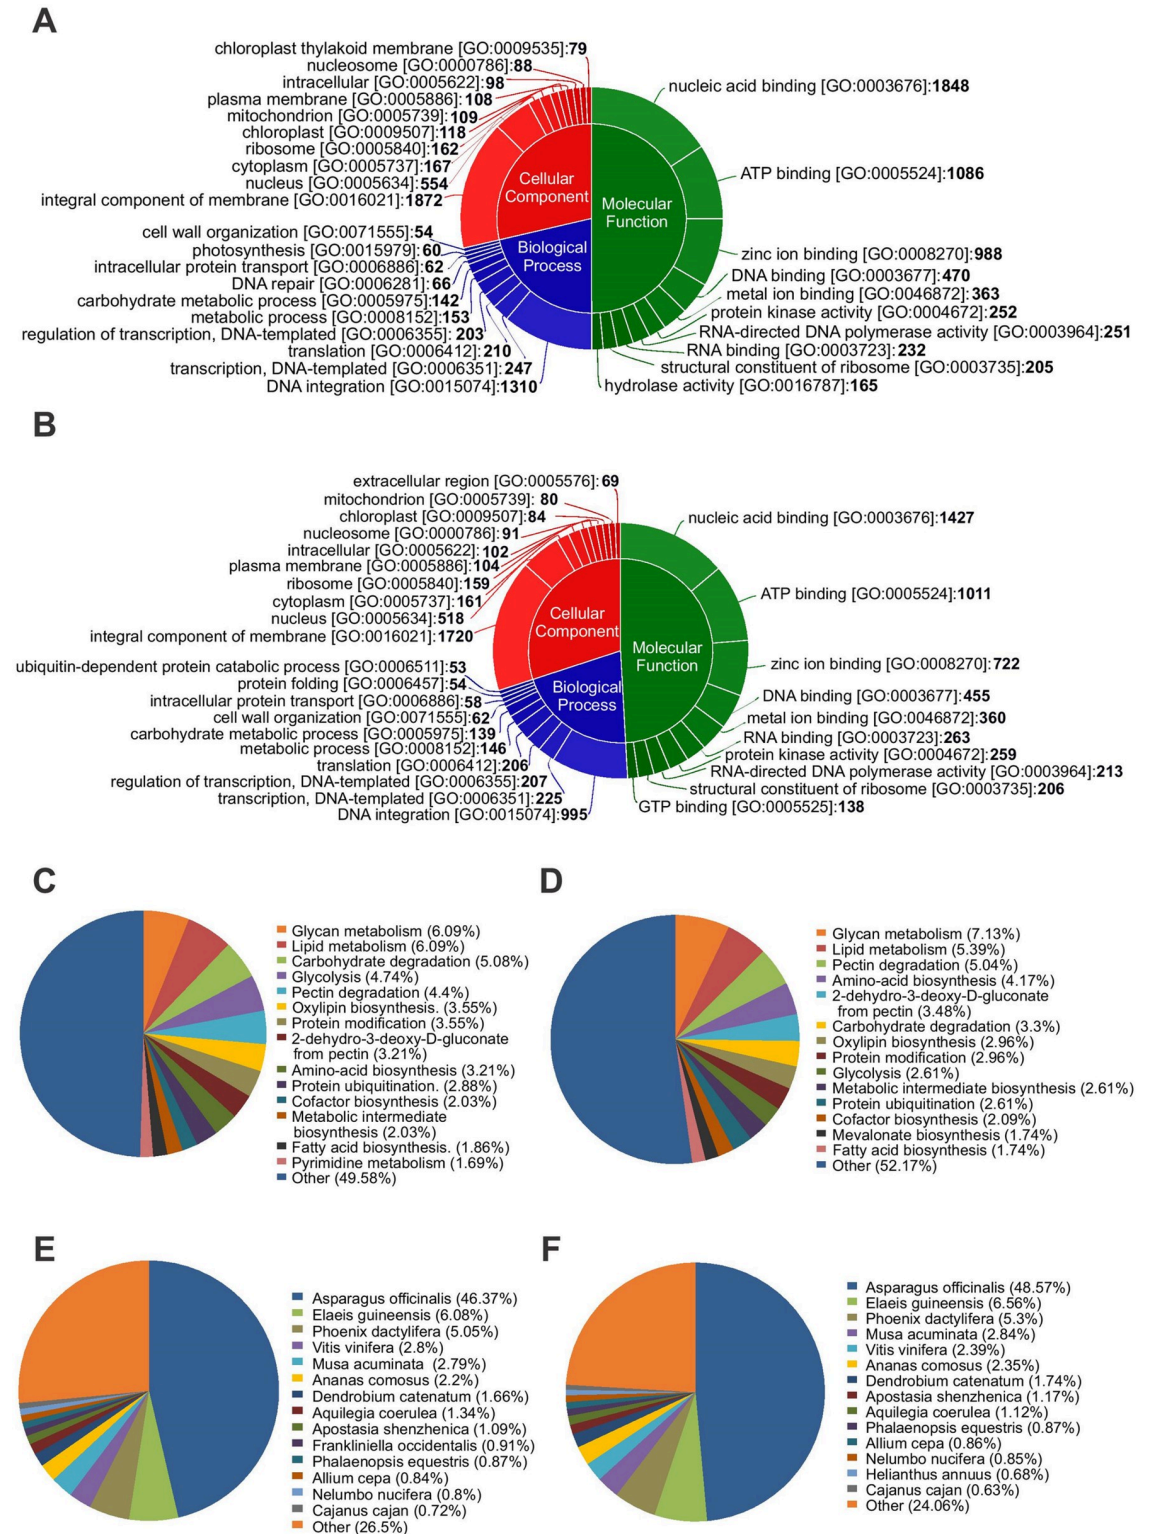 A
chloroplast thylakoid membrane [GO:0009535]:79
nucleosome [GO:0000786]:88
intracellular [GO:0005622]:98
plasma membrane [GO:0005886]:108
mitochondrion [GO:0005739]:109
chloroplast [GO:0009507]:118
ribosome [GO:0005840]:162
cytoplasm [GO:0005737]:167
nucleus [GO:0005634]:554
integral component of membrane [GO:0016021]:1872
cell wall organization [GO:0071555]:54
photosynthesis [GO:0015979]:60
intracellular protein transport [GO:0006886]:62
DNA repair [GO:0006281]:66
carbohydrate metabolic process [GO:0005975]:142
metabolic process [GO:0008152]:153
regulation of transcription, DNA-templated [GO:0006355]: 203
translation [GO:0006412]:210
transcription, DNA-templated [GO:0006351]:247
DNA integration [GO:0015074]:1310
Cellular
Component
Biological
Process
Molecular
Function
nucleic acid binding [GO:0003676]:1848
ATP binding [GO:0005524]:1086
zinc ion binding [GO:0008270]:988
DNA binding [GO:0003677]:470
metal ion binding [GO:0046872]:363
protein kinase activity [GO:0004672]:252
RNA-directed DNA polymerase activity [GO:0003964]:251
RNA binding [GO:0003723]:232
structural constituent of ribosome [GO:0003735]:205
hydrolase activity [GO:0016787]:165
B
extracellular region [GO:0005576]:69
mitochondrion [GO:0005739]: 80
chloroplast [GO:0009507]:84
nucleosome [GO:0000786]:91
intracellular [GO:0005622]:102
plasma membrane [GO:0005886]:104
ribosome [GO:0005840]:159
cytoplasm [GO:0005737]:161
nucleus [GO:0005634]:518
integral component of membrane [GO:0016021]:1720
ubiquitin-dependent protein catabolic process [GO:0006511]:53
protein folding [GO:0006457]:54
intracellular protein transport [GO:0006886]:58
cell wall organization [GO:0071555]:62
carbohydrate metabolic process [GO:0005975]:139
metabolic process [GO:0008152]:146
translation [GO:0006412]:206
regulation of transcription, DNA-templated [GO:0006355]:207
transcription, DNA-templated [GO:0006351]:225
DNA integration [GO:0015074]:995
Cellular
Component
Biological
Process
Molecular
Function
nucleic acid binding [GO:0003676]:1427
ATP binding [GO:0005524]:1011
zinc ion binding [GO:0008270]:722
DNA binding [GO:0003677]:455
metal ion binding [GO:0046872]:360
RNA binding [GO:0003723]:263
protein kinase activity [GO:0004672]:259
RNA-directed DNA polymerase activity [GO:0003964]:213
structural constituent of ribosome [GO:0003735]:206
GTP binding [GO:0005525]:138
C
Glycan metabolism (6.09%)
Lipid metabolism (6.09%)
Carbohydrate degradation (5.08%)
Glycolysis (4.74%)
Pectin degradation (4.4%)
Oxylipin biosynthesis. (3.55%)
Protein modification (3.55%)
2-dehydro-3-deoxy-D-gluconate
from pectin (3.21%)
Amino-acid biosynthesis (3.21%)
Protein ubiquitination. (2.88%)
Cofactor biosynthesis (2.03%)
Metabolic intermediate
biosynthesis (2.03%)
Fatty acid biosynthesis. (1.86%)
Pyrimidine metabolism (1.69%)
Other (49.58%)
D
Glycan metabolism (7.13%)
Lipid metabolism (5.39%)
Pectin degradation (5.04%)
Amino-acid biosynthesis (4.17%)
2-dehydro-3-deoxy-D-gluconate
from pectin (3.48%)
Carbohydrate degradation (3.3%)
Oxylipin biosynthesis (2.96%)
Protein modification (2.96%)
Glycolysis (2.61%)
Metabolic intermediate biosynthesis (2.61%)
Protein ubiquitination (2.61%)
Cofactor biosynthesis (2.09%)
Mevalonate biosynthesis (1.74%)
Fatty acid biosynthesis (1.74%)
Other (52.17%)
E
Asparagus officinalis (46.37%)
Elaeis guineensis (6.08%)
Phoenix dactylifera (5.05%)
Vitis vinifera (2.8%)
Musa acuminata (2.79%)
Ananas comosus (2.2%)
Dendrobium catenatum (1.66%)
Aquilegia coerulea (1.34%)
Apostasia shenzhenica (1.09%)
Frankliniella occidentalis (0.91%)
Phalaenopsis equestris (0.87%)
Allium cepa (0.84%)
Nelumbo nucifera (0.8%)
Cajanus cajan (0.72%)
Other (26.5%)
F
Asparagus officinalis (48.57%)
Elaeis guineensis (6.56%)
Phoenix dactylifera (5.3%)
Musa acuminata (2.84%)
Vitis vinifera (2.39%)
Ananas comosus (2.35%)
Dendrobium catenatum (1.74%)
Apostasia shenzhenica (1.17%)
Aquilegia coerulea (1.12%)
Phalaenopsis equestris (0.87%)
Allium cepa (0.86%)
Nelumbo nucifera (0.85%)
Helianthus annuus (0.68%)
Cajanus cajan (0.63%)
Other (24.06%)